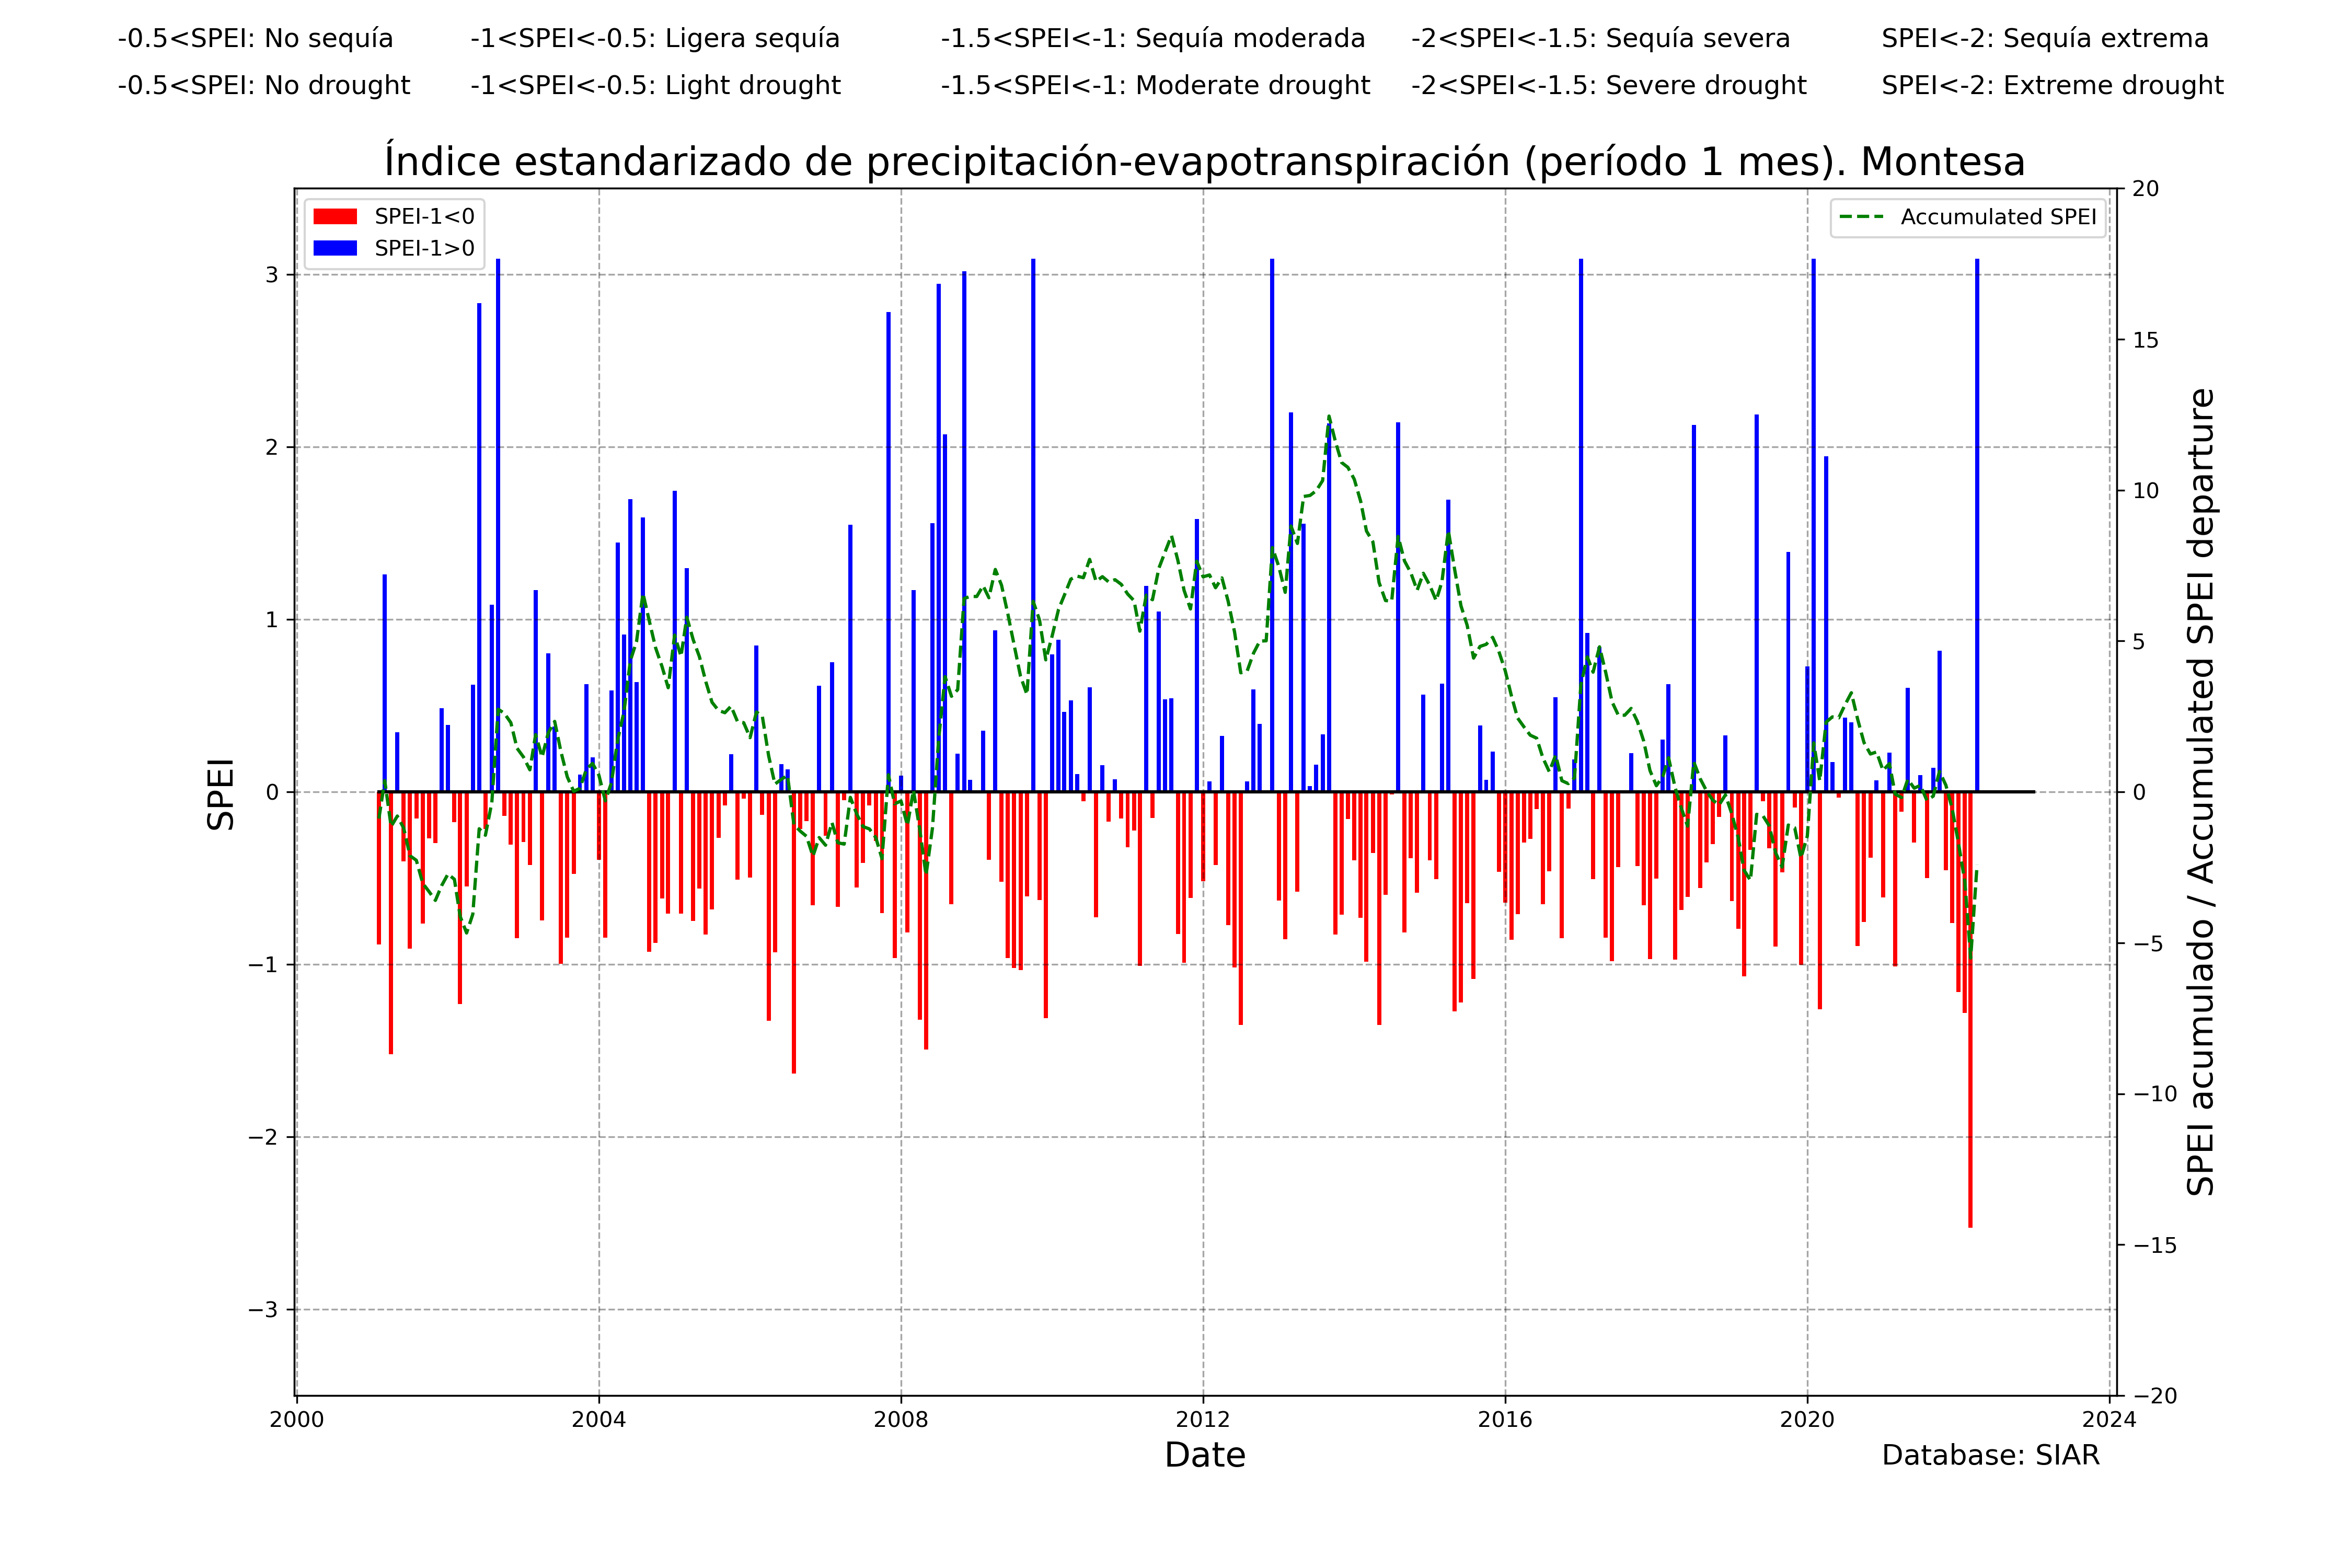 -0.5<SPEI: No sequía -1<SPEI<-0.5: Ligera sequía -1.5<SPEI<-1: Sequía moderada -2<SPEI<-1.5: Sequía severa SPEI<-2: Sequía extrema
-0.5<SPEI: No drought -1<SPEI<-0.5: Light drought -1.5<SPEI<-1: Moderate drought -2<SPEI<-1.5: Severe drought SPEI<-2: Extreme drought
Índice estandarizado de precipitación-evapotranspiración (período 1 mes). Montesa
SPEI-1<0
SPEI-1>0
Accumulated SPEI
SPEI
3
2
1
0
−1
−2
−3
20
15
10
5
0
−5
−10
−15
−20
SPEI acumulado / Accumulated SPEI departure
2000 2004 2008 2012 2016 2020 2024
Date
Database: SIAR